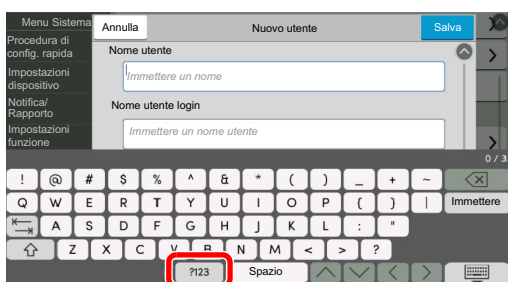 Menu Sistema
Annulla
Nuovo utente
Salva
Procedura di
config. rapida
Impostazioni
dispositivo
Notifica/
Rapporto
Impostazioni
funzione
Nome utente
Immettere un nome
Nome utente login
Immettere un nome utente
0 / 3
! @ # $ % ^ & * ( ) _ + ~
Q W E R T Y U I O P { } | Immettere
A S D F G H J K L : "
Z X C V B N M < > ?
?123 Spazio